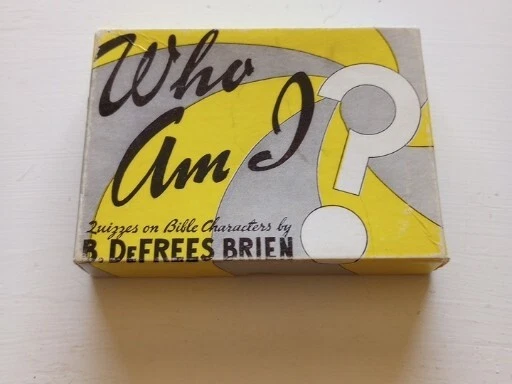 Who
Am I?
Quizzes on Bible Characters by
B. DEFREES BRIEN